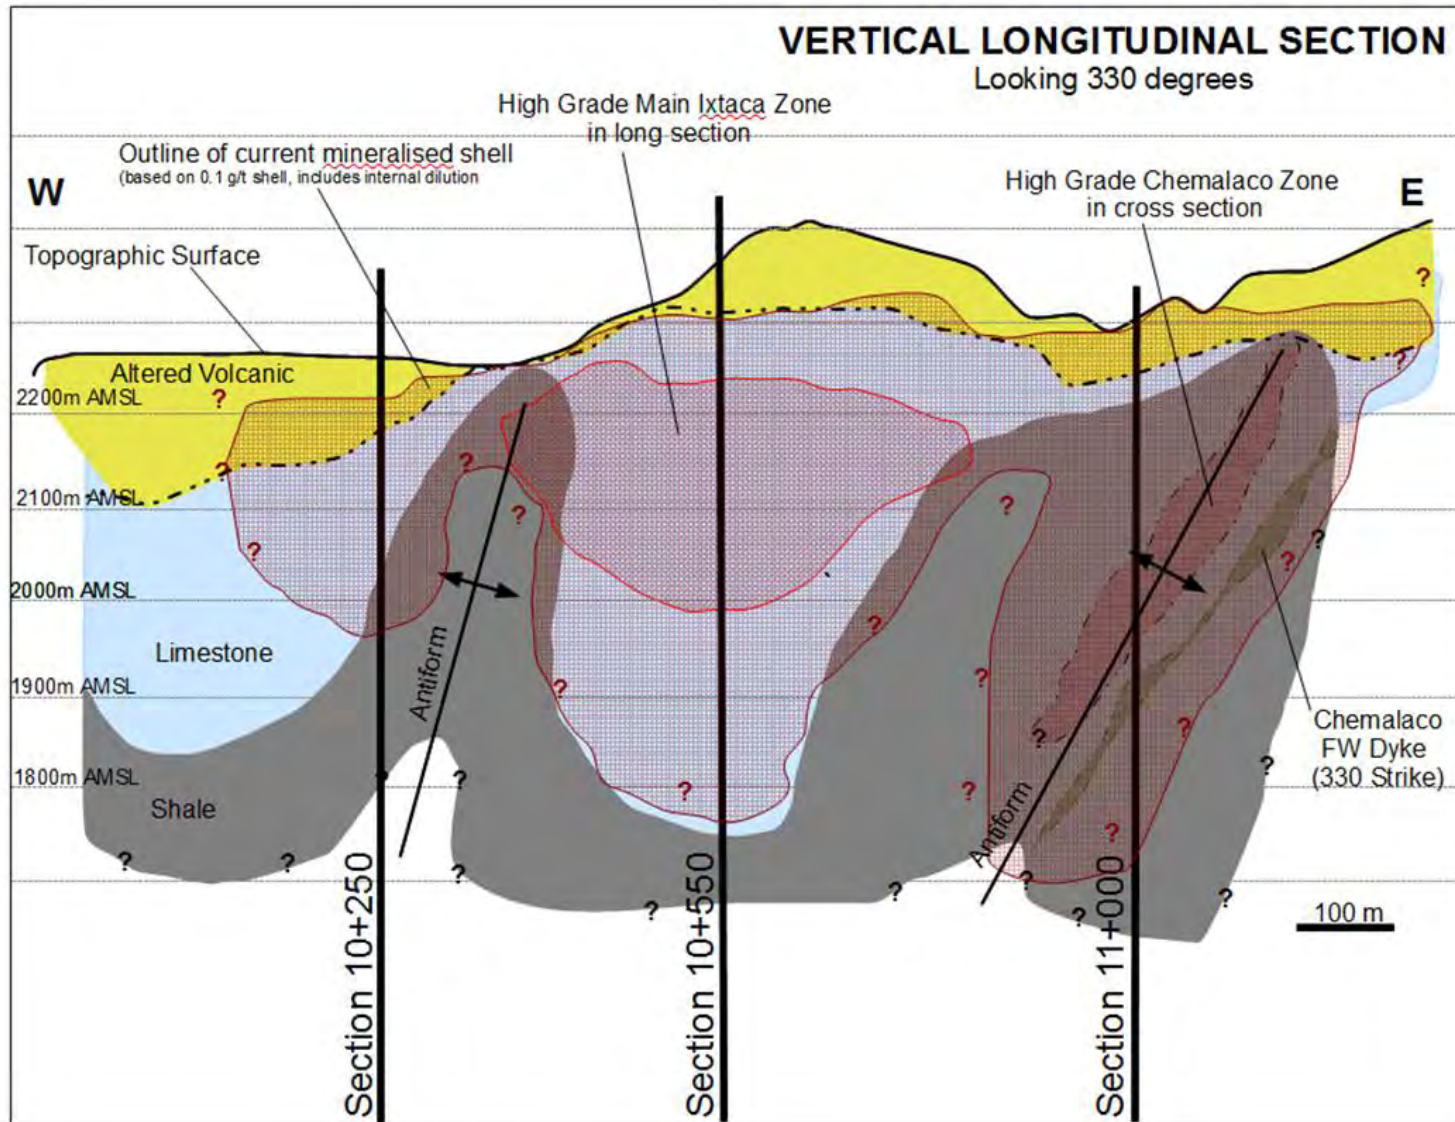 VERTICAL LONGITUDINAL SECTION
Looking 330 degrees
High Grade Main Ixtaca Zone
in long section
Outline of current mineralised shell
(based on 0.1 g/t shell, includes internal dilution
High Grade Chemalaco Zone
in cross section
W
E
Topographic Surface
?
Altered Volcanic
?
2200m AMSL
?
?
?
?
2100m AMSL
?
?
?
?
?
2000m AMSL
?
Limestone
Antiform
?
1900m AMSL
?
?
?
Chemalaco
FW Dyke
(330 Strike)
?
1800m AMSL
?
?
?
?
Shale
Antiform
?
?
?
?
?
?
?
?
?
?
100 m
Section 10+250
Section 10+550
Section 11+000